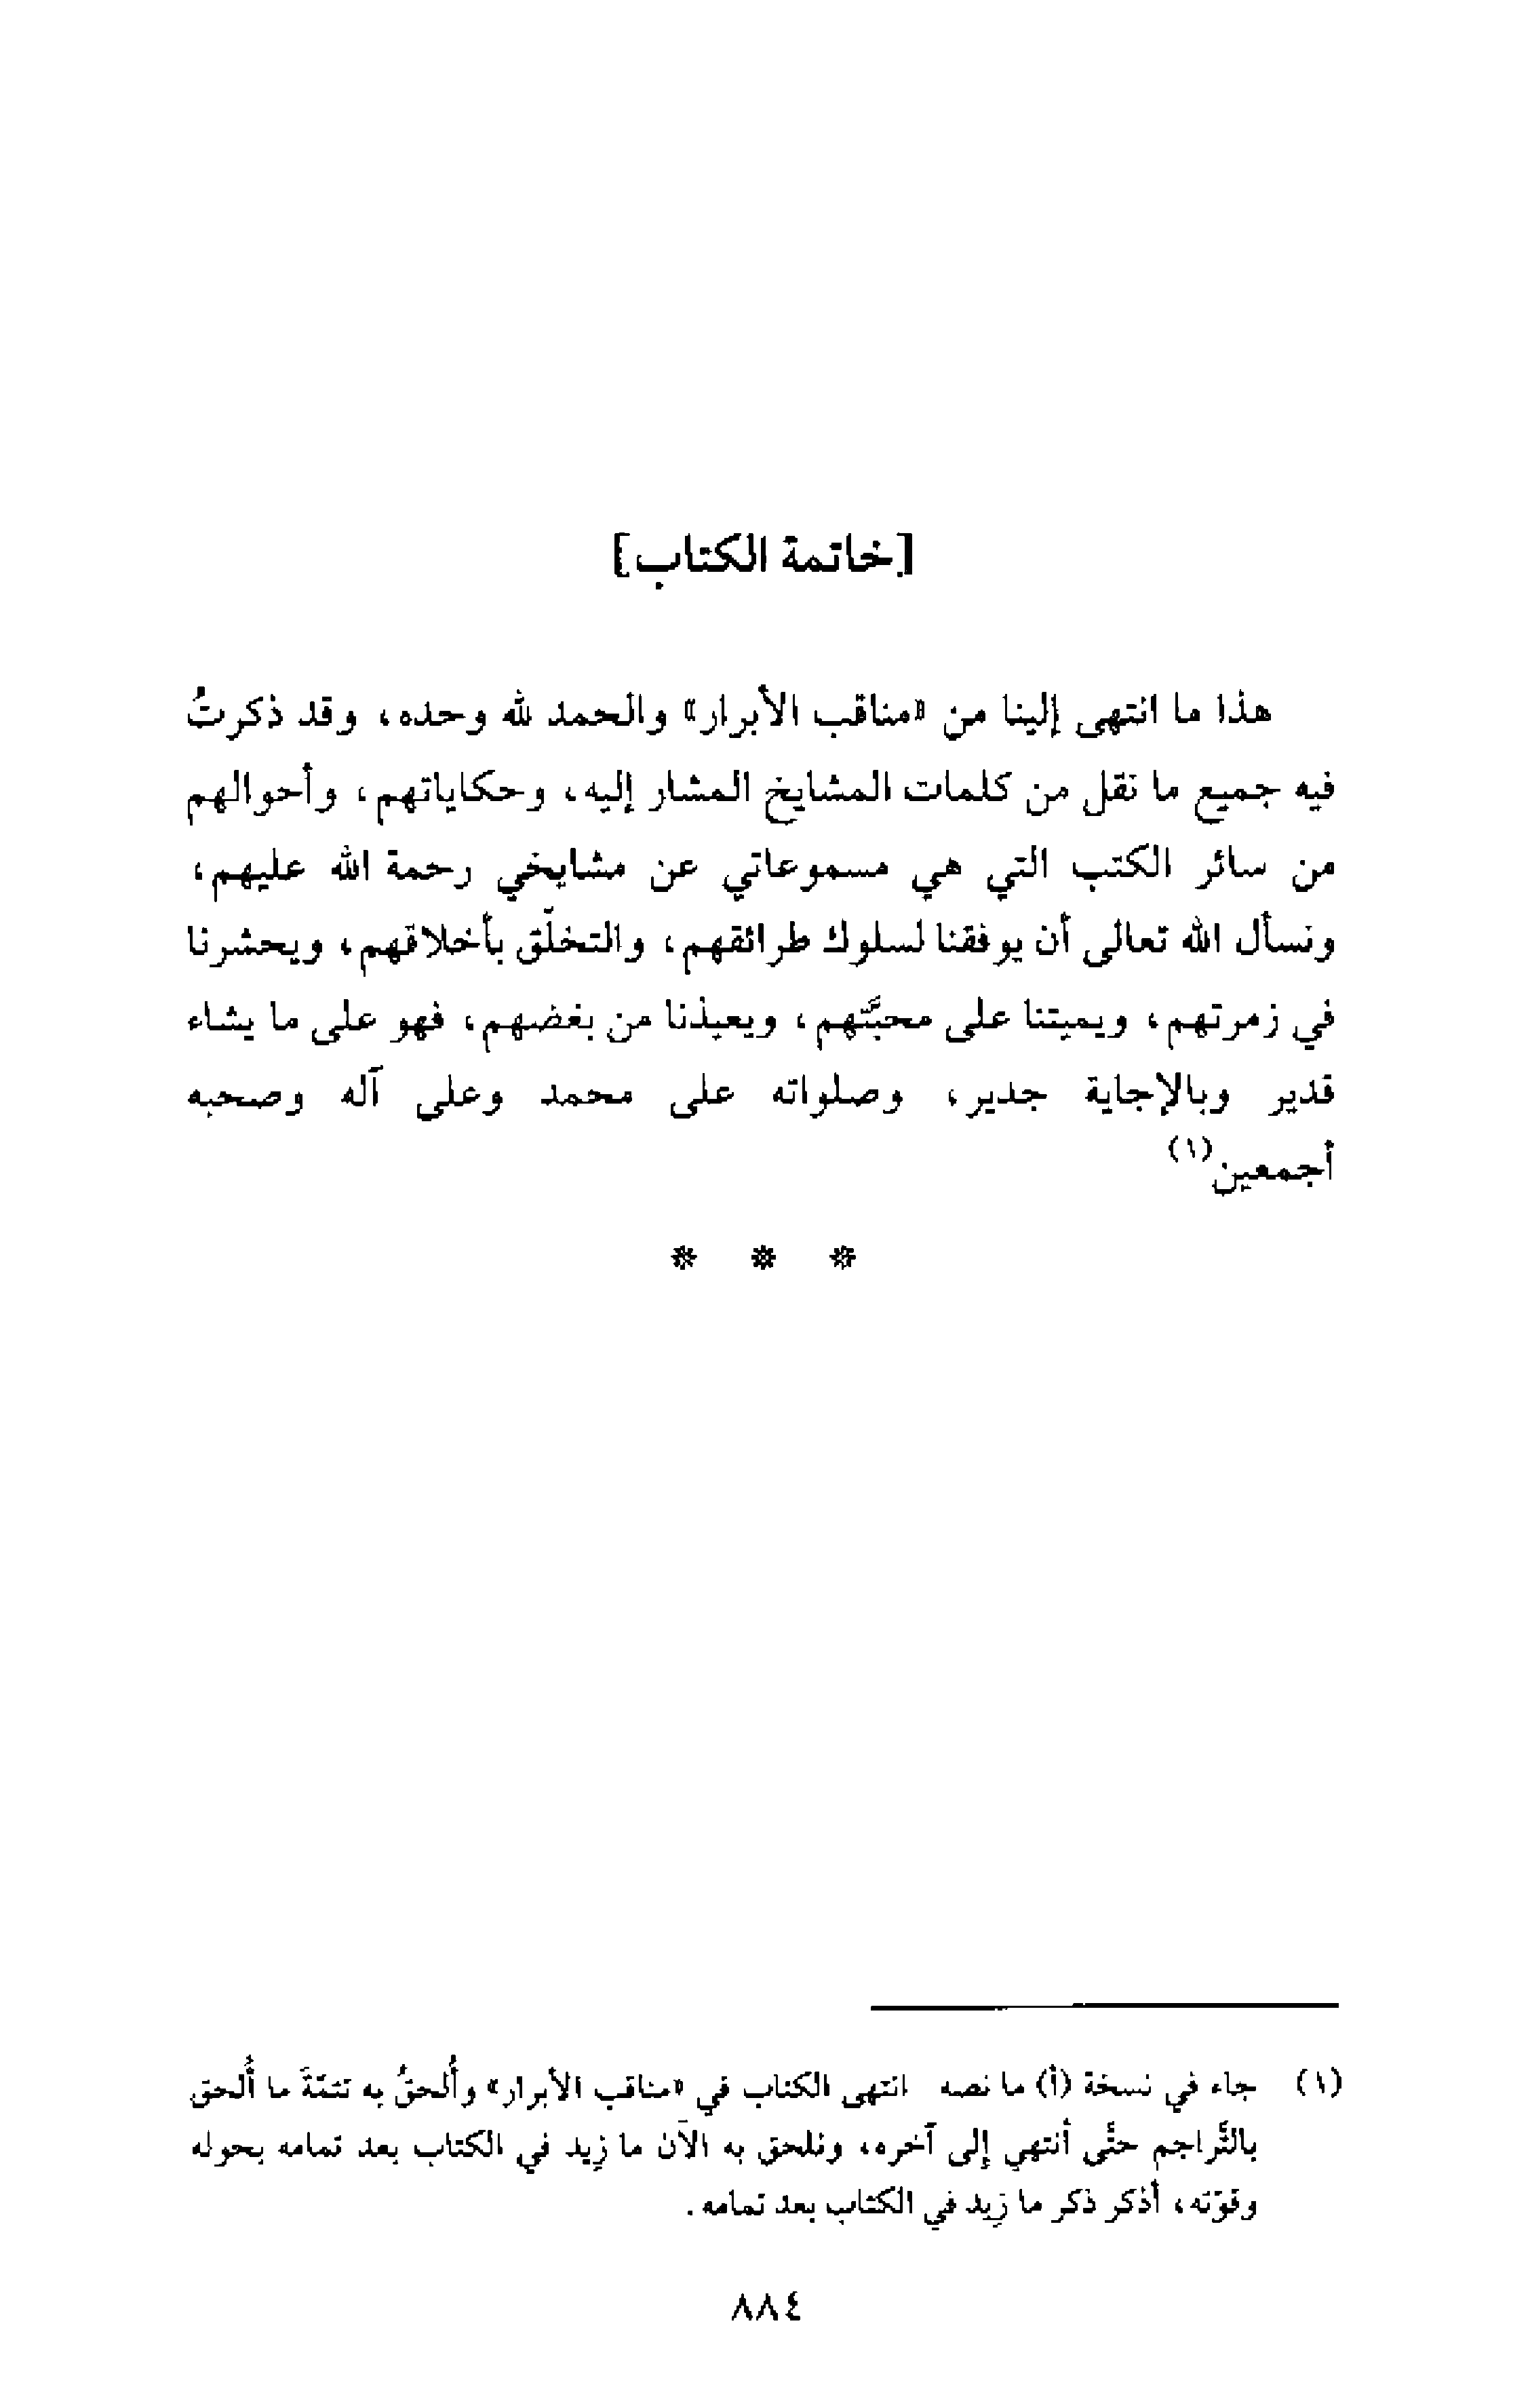 [خاتمة الكتاب]
هذا ما انتهى إلينا من «مناقب الأبرار» والحمد لله وحده، وقد ذكرتُ
فيه جميع ما نقل من كلمات المشايخ المشار إليه، وحكاياتهم، وأحوالهم
من سائر الكتب التي هي مسموعاتي عن مشايخي رحمة الله عليهم،
ونسأل الله تعالى أن يوفقنا لسلوك طرائقهم، والتخلّق بأخلاقهم، ويحشرنا
في زمرتهم، ويميتنا على محبَّتهم، ويعيذنا من بغضهم، فهو على ما يشاء
قدير وبالإجابة جدير، وصلواته على محمد وعلى آله وصحبه
أجمعين(١)
* * *
(١) جاء في نسخة (أ) ما نصه انتهى الكتاب في «مناقب الأبرار» وأُلحقُ به تتمّةَ ما أُلحق
بالتَّراجم حتَّى أنتهي إلى آخره، ونلحق به الآن ما زِيد في الكتاب بعد تمامه بحوله
وقوّته، أذكر ذكر ما زِيد في الكتاب بعد تمامه.
٨٨٤